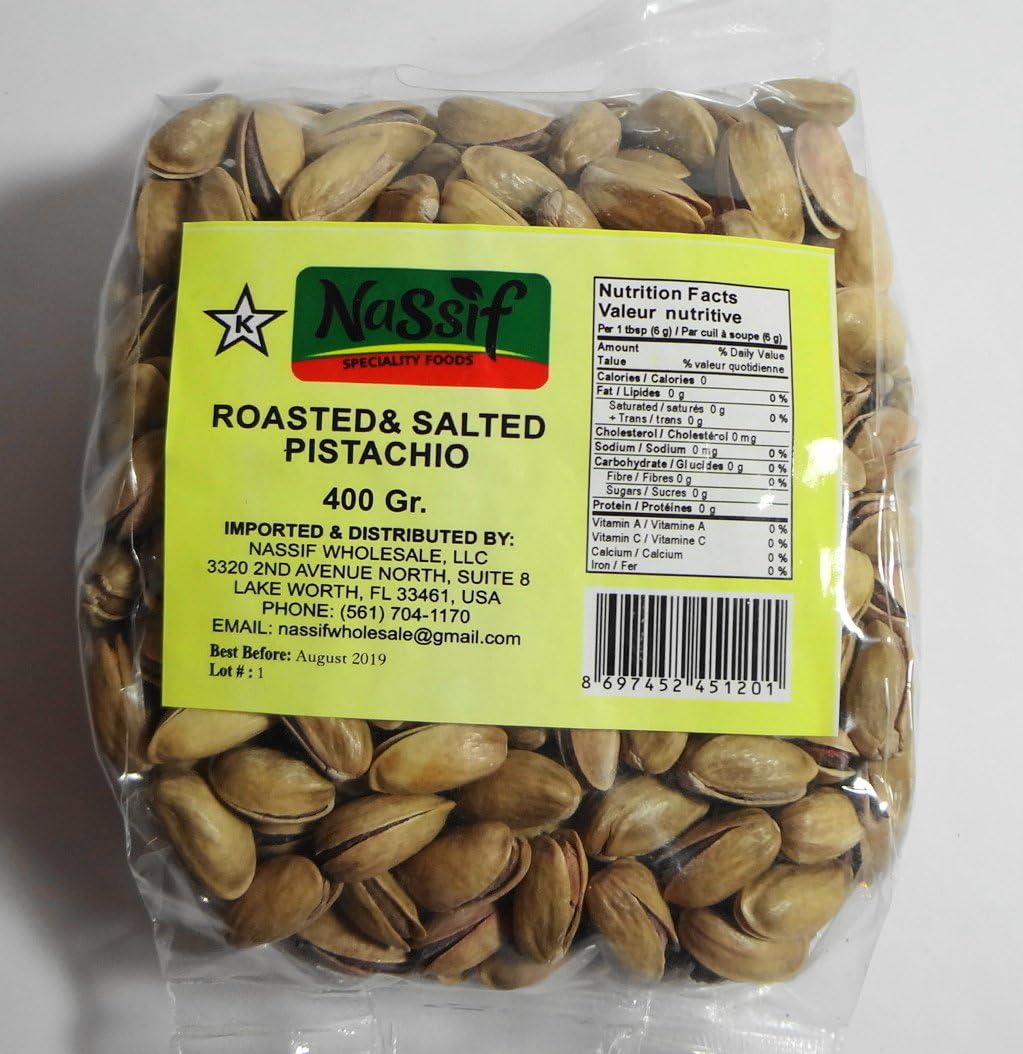 K
NaSSif
SPECIALITY FOODS
ROASTED& SALTED
PISTACHIO
400 Gr.
IMPORTED & DISTRIBUTED BY:
NASSIF WHOLESALE, LLC
3320 2ND AVENUE NORTH, SUITE 8
LAKE WORTH, FL 33461, USA
PHONE: (561) 704-1170
EMAIL: nassifwholesale@gmail.com
Best Before: August 2019
Lot # : 1
Nutrition Facts
Valeur nutritive
Per 1 tbsp (6 g) / Par cuil à soupe (6 g)
Amount % Daily Value
Talue % valeur quotidienne
Calories / Calories 0
Fat / Lipides 0 g 0 %
Saturated / saturés 0 g
+ Trans / trans 0 g 0 %
Cholesterol / Cholestérol 0 mg
Sodium / Sodium 0 mg 0 %
Carbohydrate / Glucides 0 g 0 %
Fibre / Fibres 0 g 0 %
Sugars / Sucres 0 g
Protein / Protéines 0 g
Vitamin A / Vitamine A 0 %
Vitamin C / Vitamine C 0 %
Calcium / Calcium 0 %
Iron / Fer 0 %
8 697452 451201